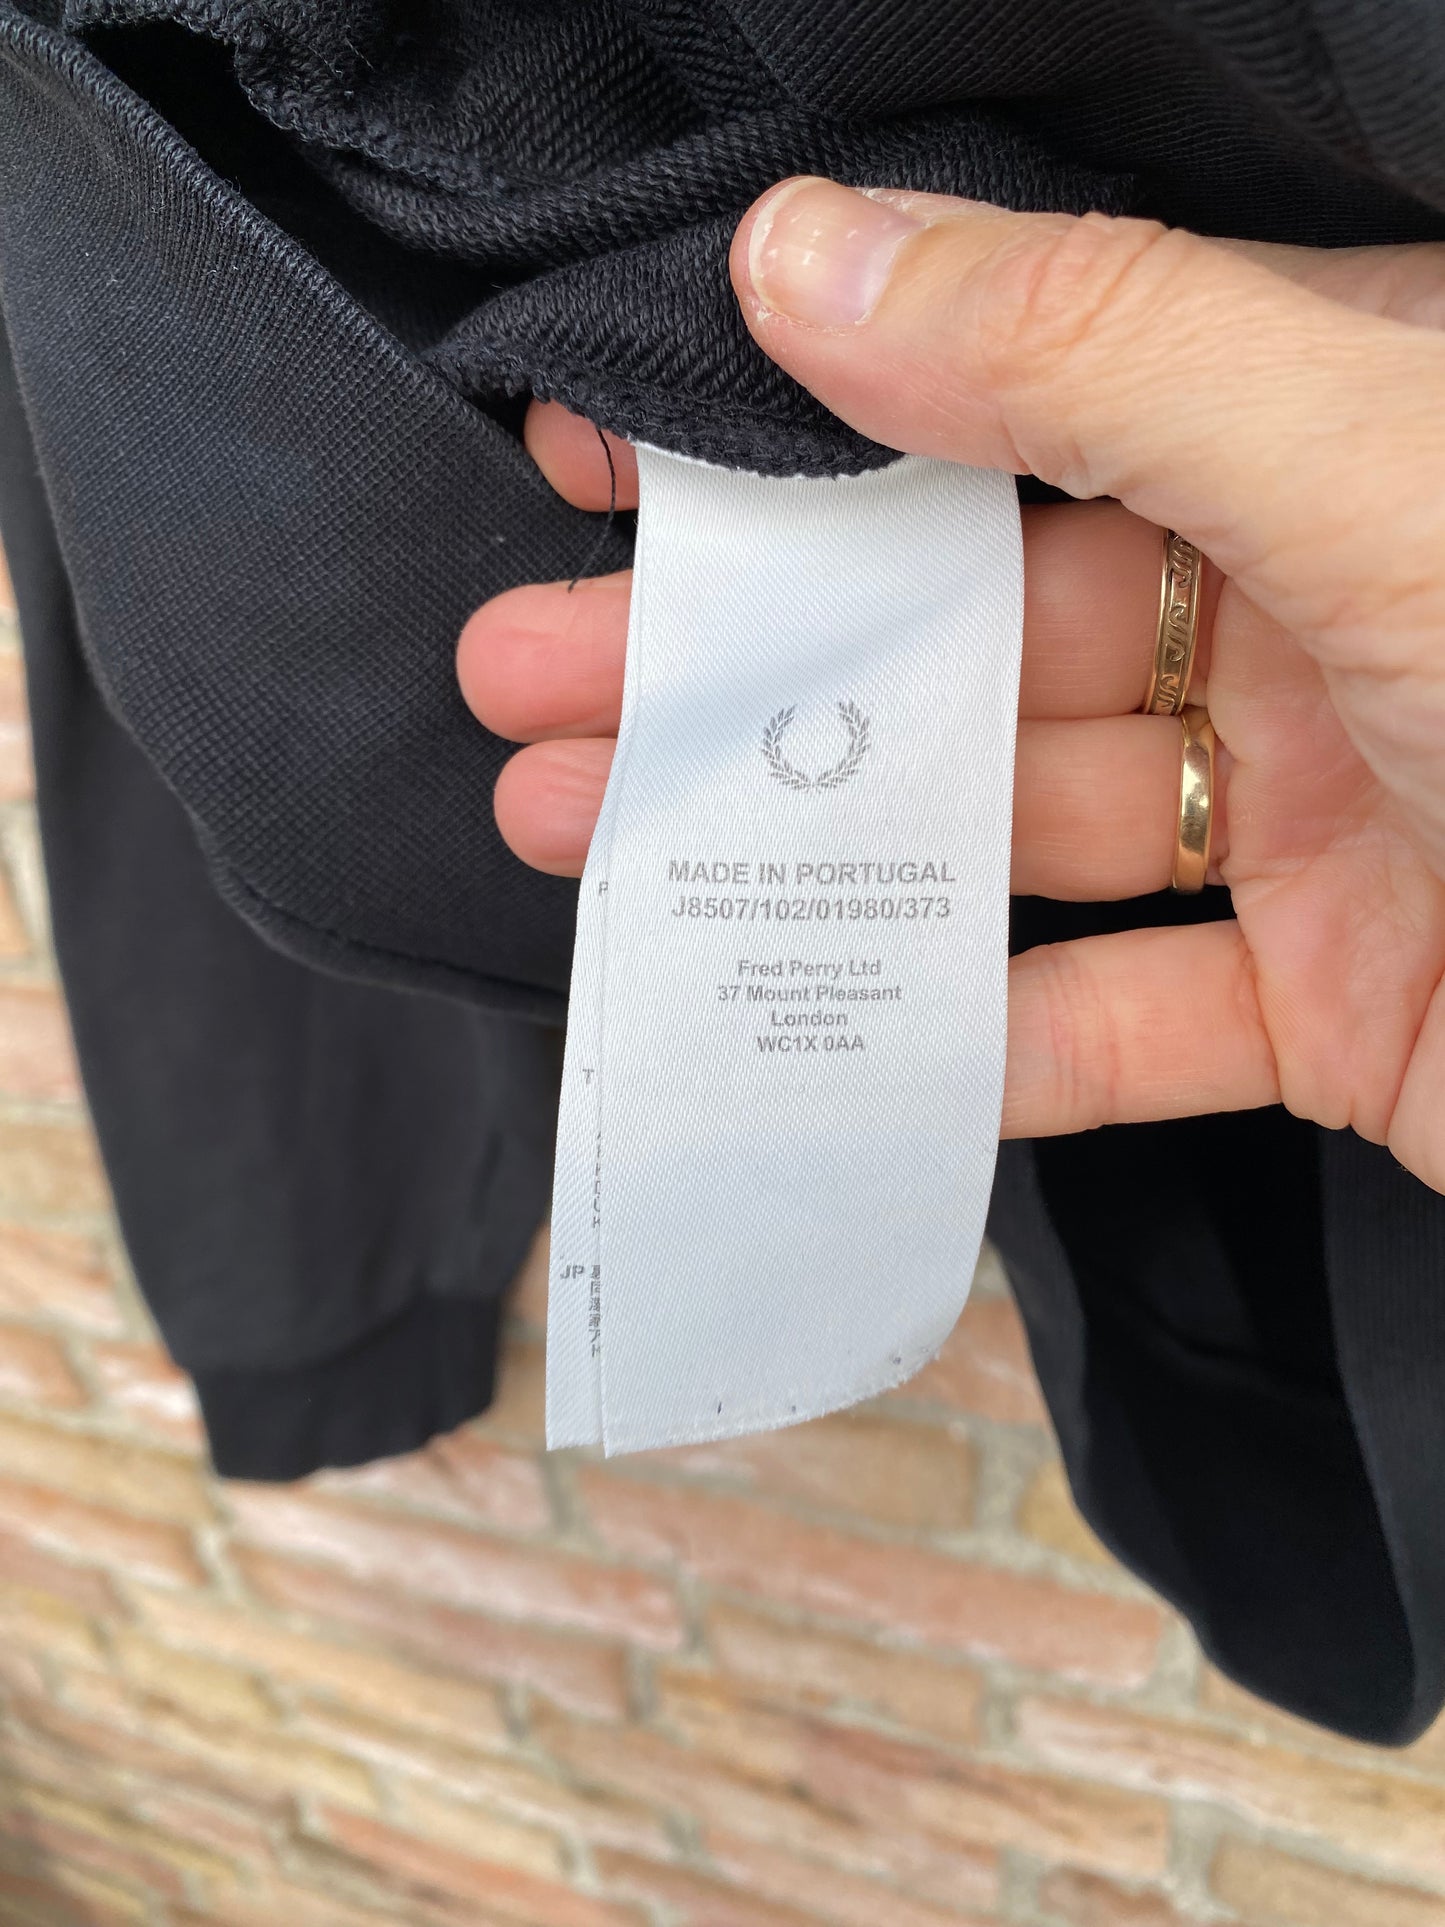 MADE IN PORTUGAL
J8507/102/01980/373
Fred Perry Ltd
37 Mount Pleasant
London
WC1X 0AA
JP